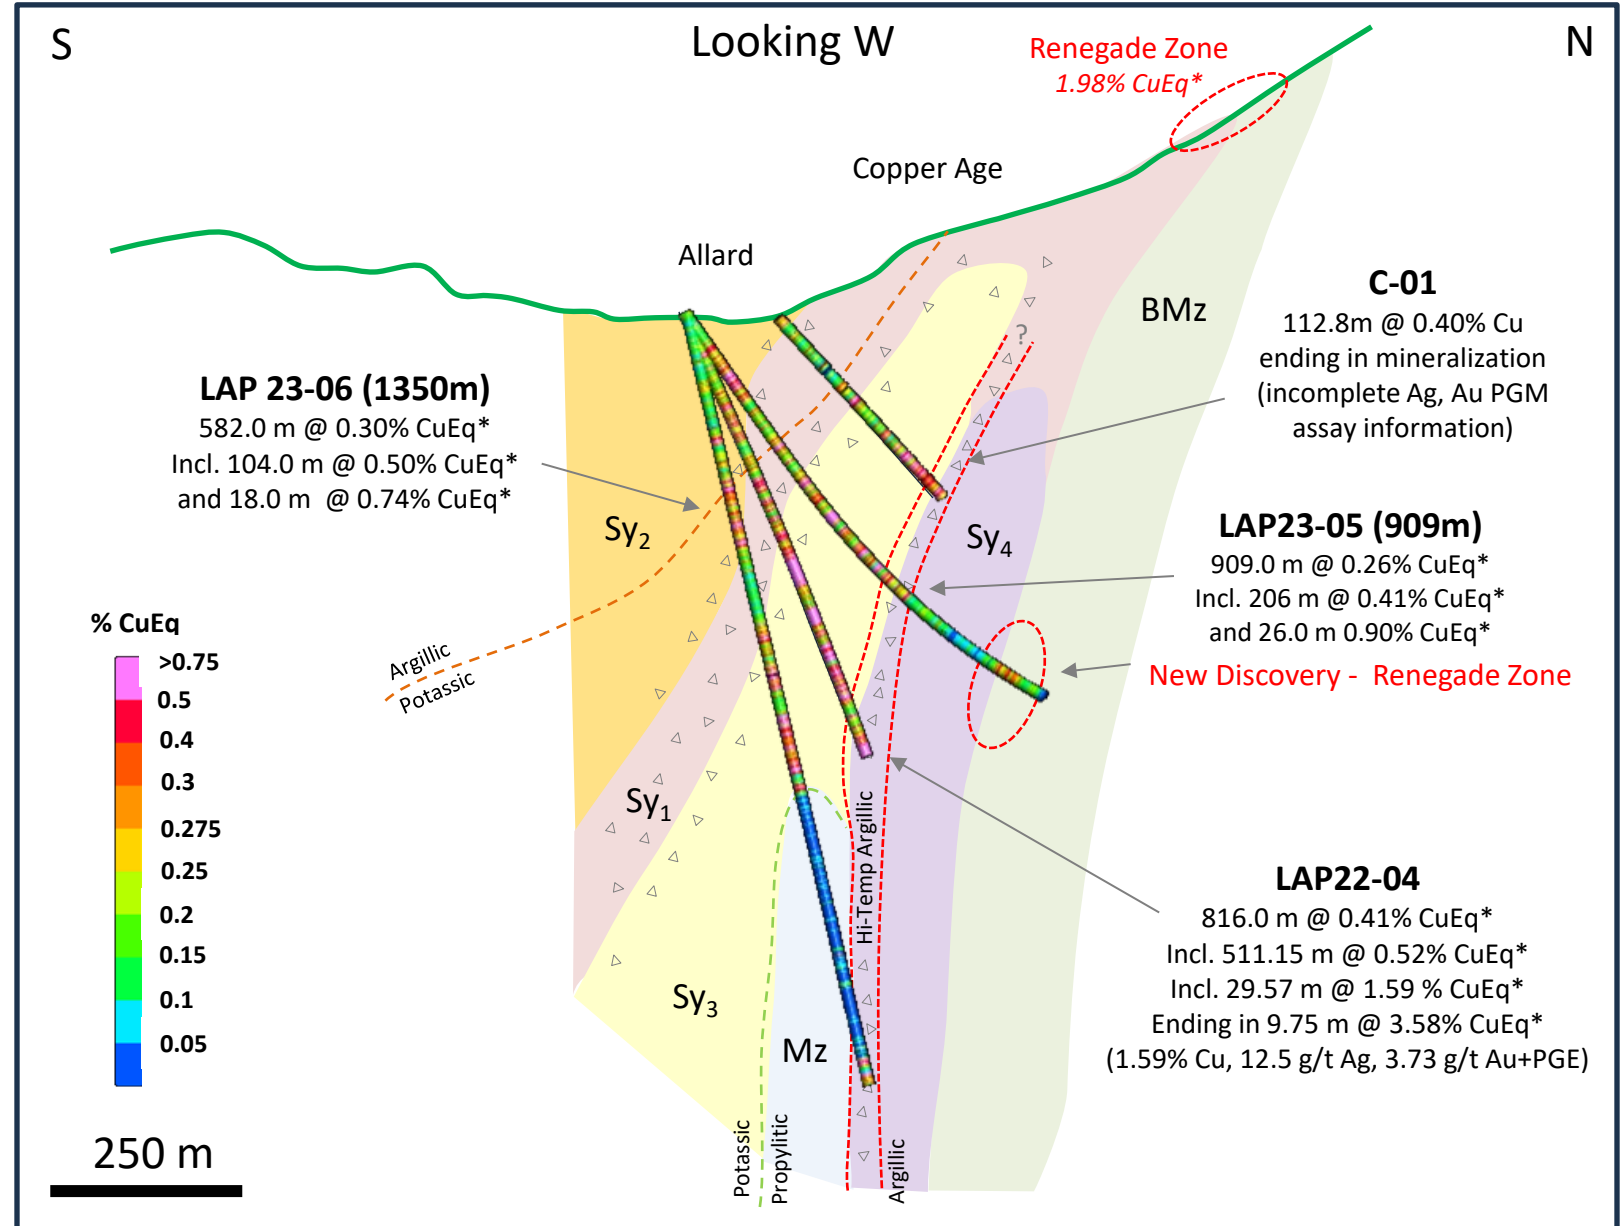 S
Looking W
N
Renegade Zone
1.98% CuEq*
Copper Age
Allard
C-01
112.8m @ 0.40% Cu
ending in mineralization
(incomplete Ag, Au PGM
assay information)
BMz
?
LAP 23-06 (1350m)
582.0 m @ 0.30% CuEq*
Incl. 104.0 m @ 0.50% CuEq*
and 18.0 m @ 0.74% CuEq*
Sy2
Sy4
LAP23-05 (909m)
909.0 m @ 0.26% CuEq*
Incl. 206 m @ 0.41% CuEq*
and 26.0 m 0.90% CuEq*
New Discovery - Renegade Zone
% CuEq
>0.75
0.5
0.4
0.3
0.275
0.25
0.2
0.15
0.1
0.05
Argillic
Potassic
Sy1
Hi-Temp Argillic
LAP22-04
816.0 m @ 0.41% CuEq*
Incl. 511.15 m @ 0.52% CuEq*
Incl. 29.57 m @ 1.59 % CuEq*
Ending in 9.75 m @ 3.58% CuEq*
(1.59% Cu, 12.5 g/t Ag, 3.73 g/t Au+PGE)
Sy3
Mz
Potassic
Propylitic
Argillic
250 m